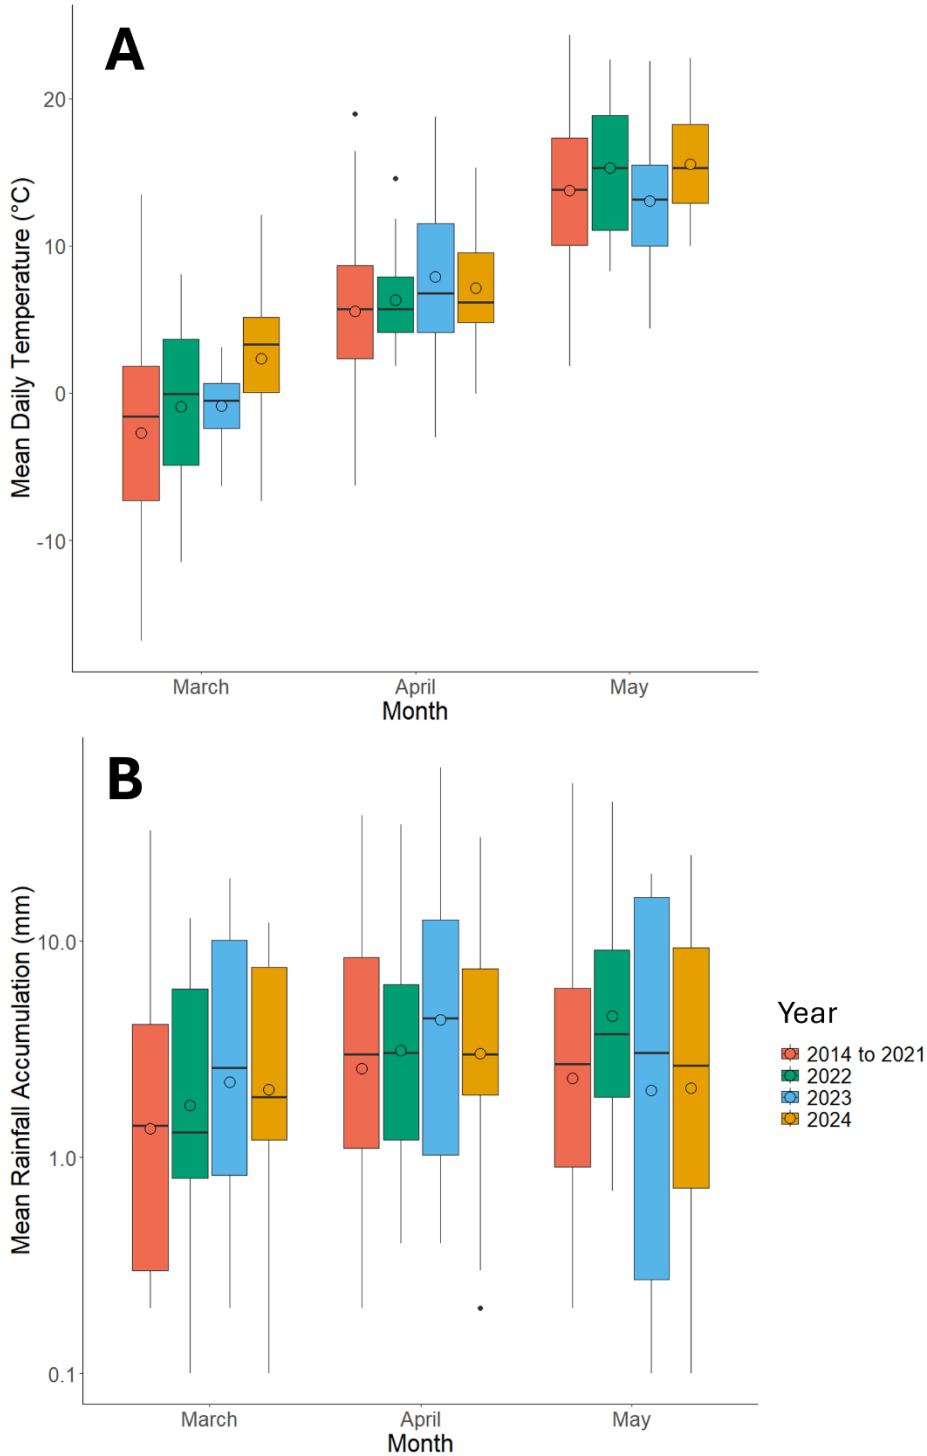 A
Mean Daily Temperature (°C)
20
10
0
-10
March
April
May
Month
B
Mean Rainfall Accumulation (mm)
10.0
1.0
0.1
March
April
May
Month
Year
2014 to 2021
2022
2023
2024